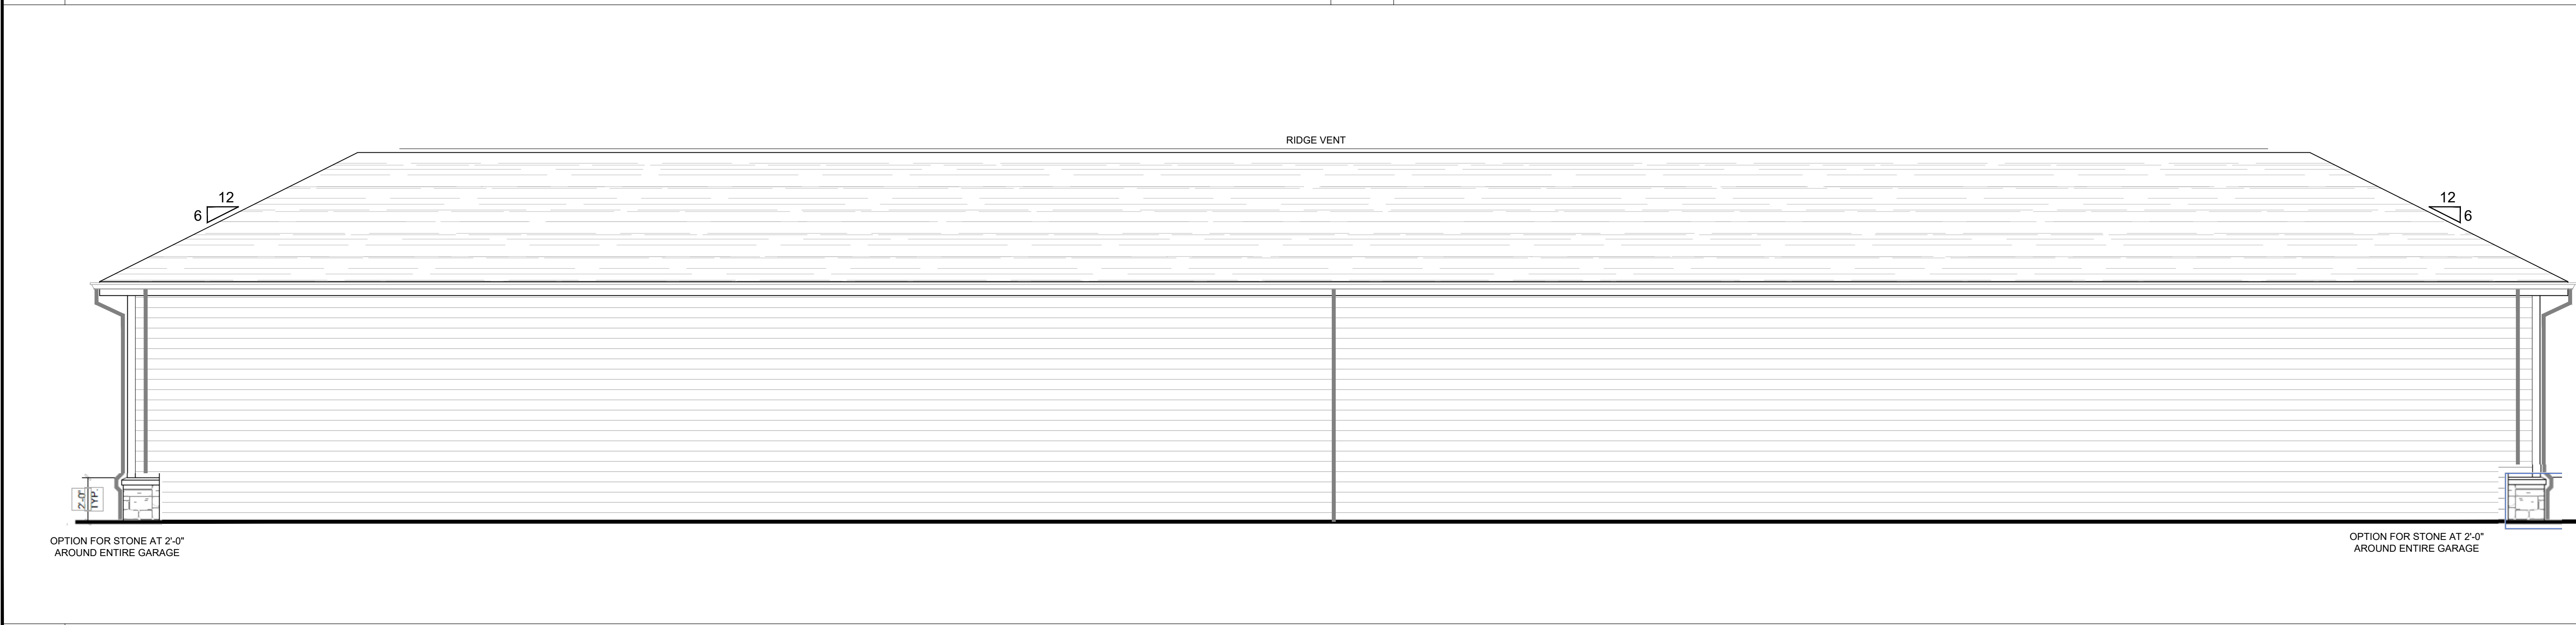 RIDGE VENT
12
6
12
6
2'-0"
TYP.
OPTION FOR STONE AT 2'-0"
AROUND ENTIRE GARAGE
OPTION FOR STONE AT 2'-0"
AROUND ENTIRE GARAGE